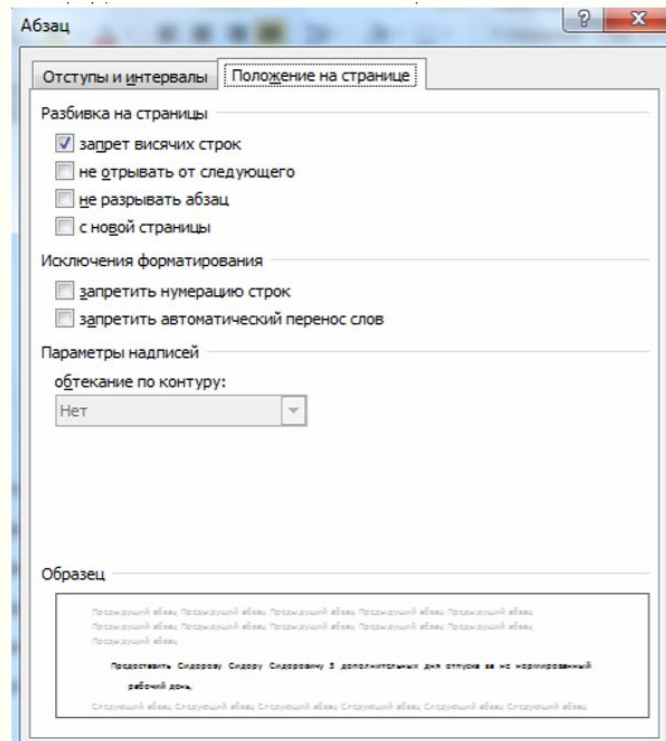 Абзац
Отступы и интервалы Положение на странице
Разбивка на страницы
запрет висячих строк
не отрывать от следующего
не разрывать абзац
с новой страницы
Исключения форматирования
запретить нумерацию строк
запретить автоматический перенос слов
Параметры надписей
обтекание по контуру:
Нет
Образец
Предыдущий абзац Предыдущий абзац Предыдущий абзац Предыдущий абзац Предыдущий абзац
Предыдущий абзац Предыдущий абзац Предыдущий абзац Предыдущий абзац Предыдущий абзац
Предыдущий абзац
Предоставить Сидорову Сидору Сидоровичу 3 дополнительных дня отпуска за не нормированный
рабочий день,
Следующий абзац Следующий абзац Следующий абзац Следующий абзац Следующий абзац Следующий абзац